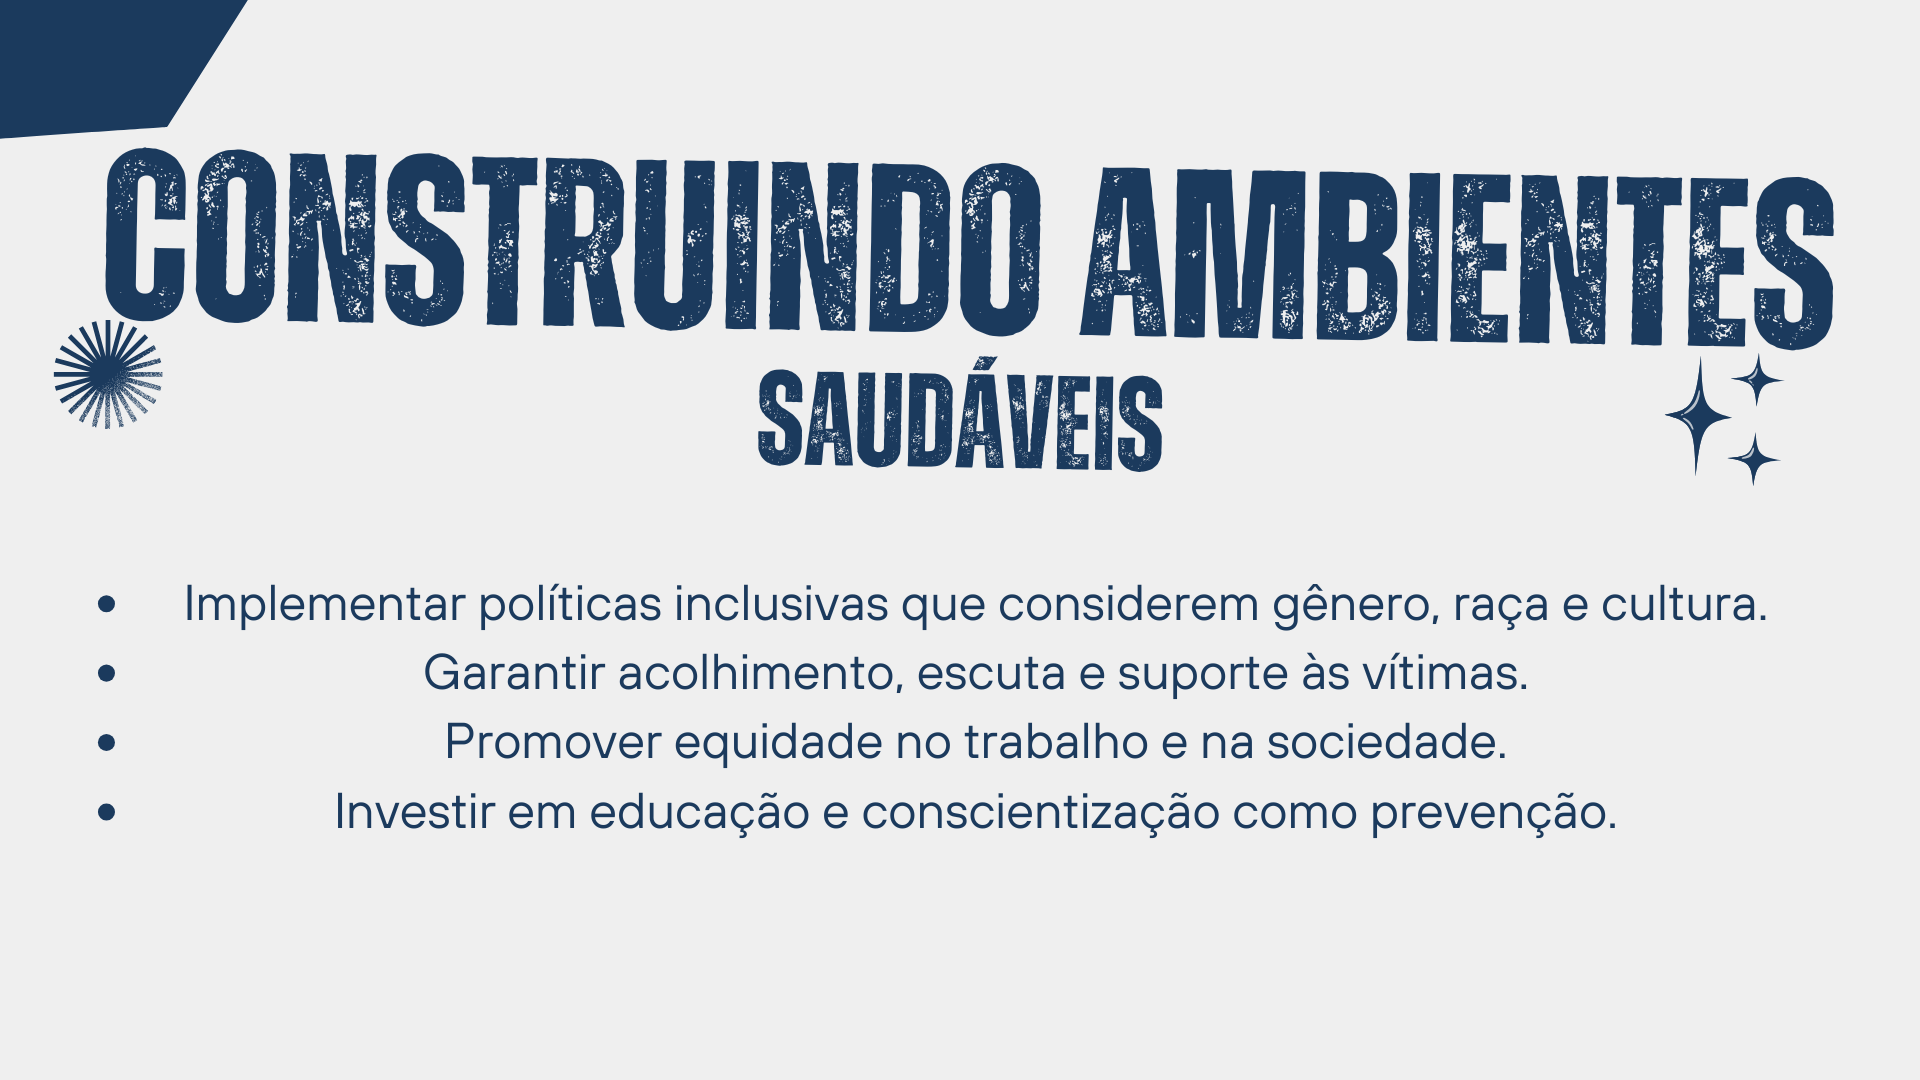 CONSTRUINDO AMBIENTES
SAUDÁVEIS
• Implementar políticas inclusivas que considerem gênero, raça e cultura.
• Garantir acolhimento, escuta e suporte às vítimas.
• Promover equidade no trabalho e na sociedade.
• Investir em educação e conscientização como prevenção.